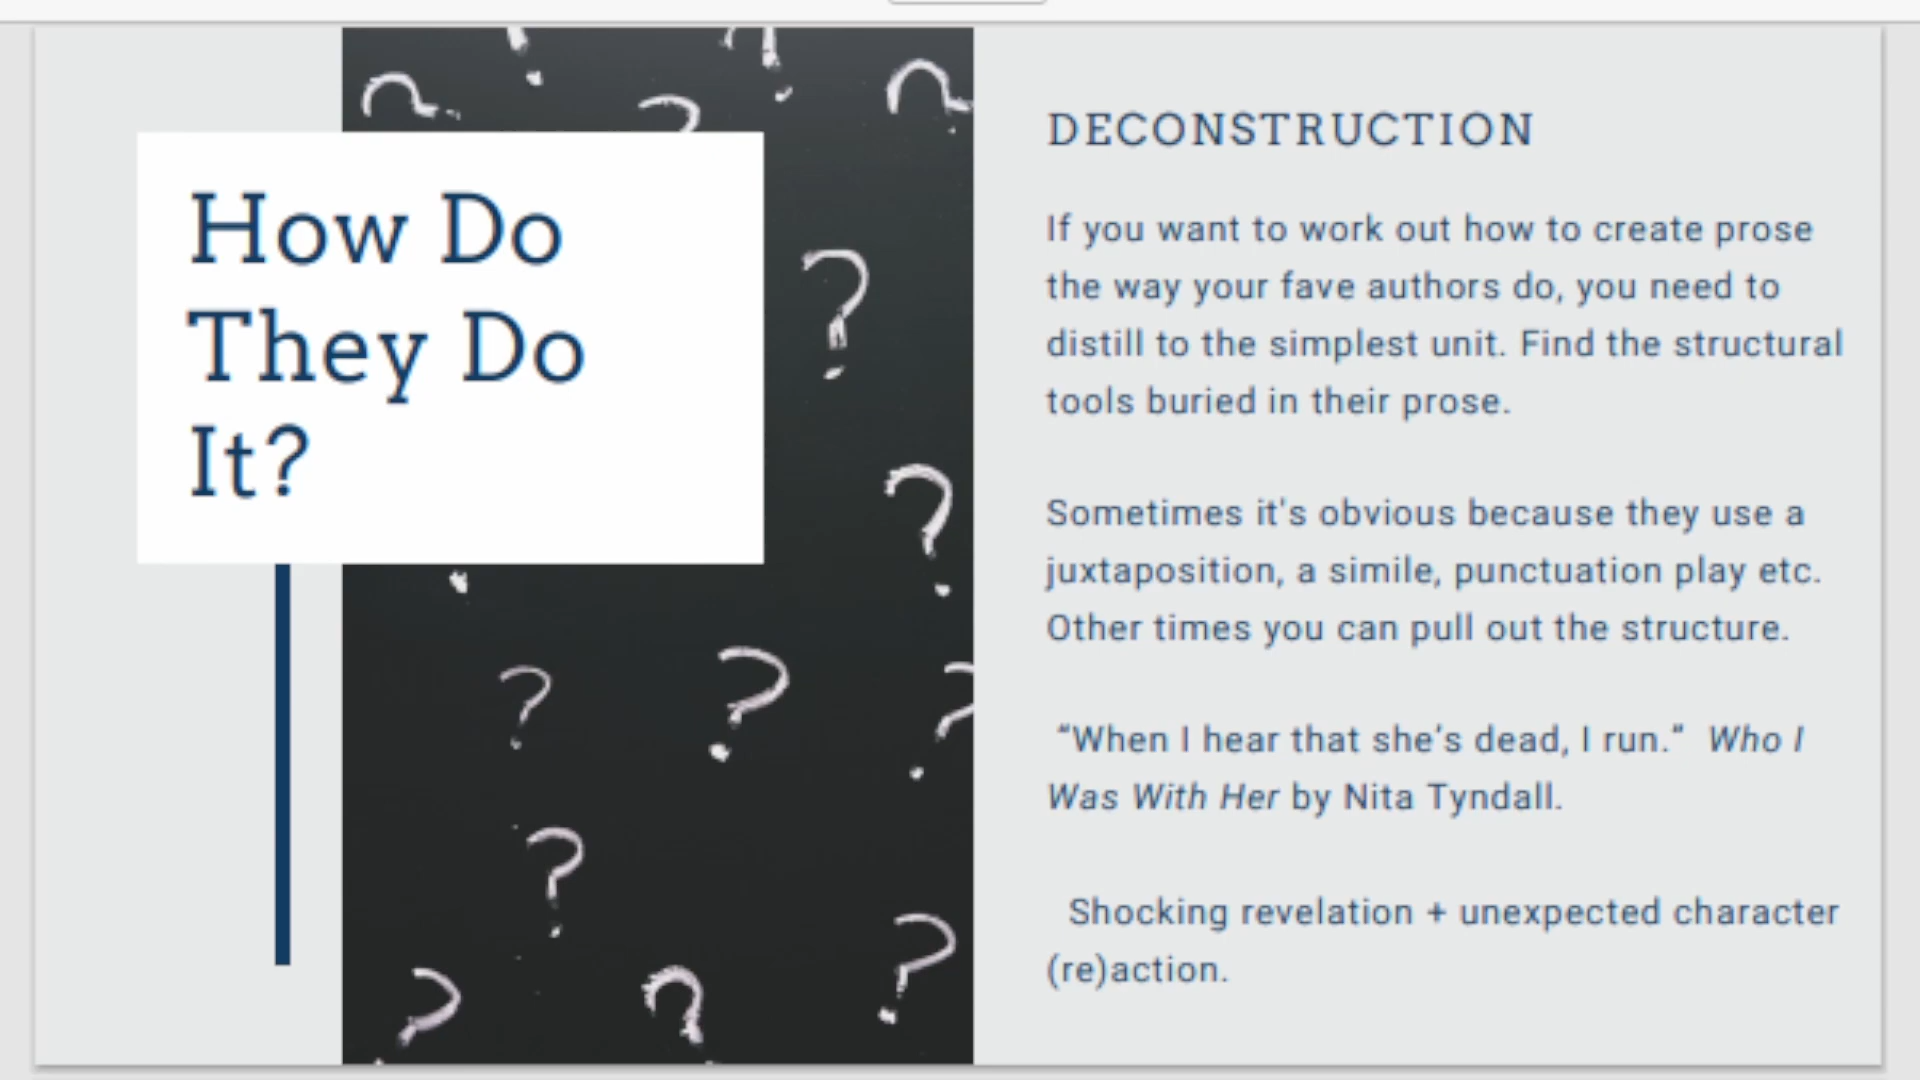 How Do
They Do
It?
DECONSTRUCTION
If you want to work out how to create prose
the way your fave authors do, you need to
distill to the simplest unit. Find the structural
tools buried in their prose.
Sometimes it's obvious because they use a
juxtaposition, a simile, punctuation play etc.
Other times you can pull out the structure.
“When I hear that she’s dead, I run.” Who I
Was With Her by Nita Tyndall.
Shocking revelation + unexpected character
(re)action.